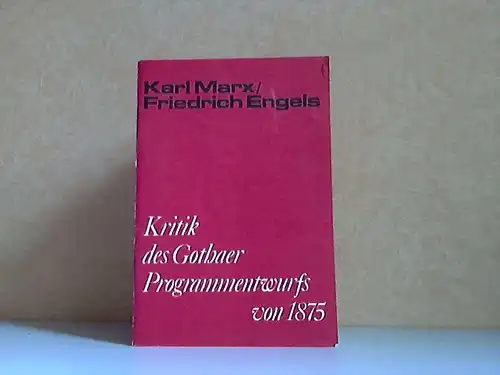 Karl Marx/
Friedrich Engels
Kritik
des Gothaer
Programmentwurfs
von 1875